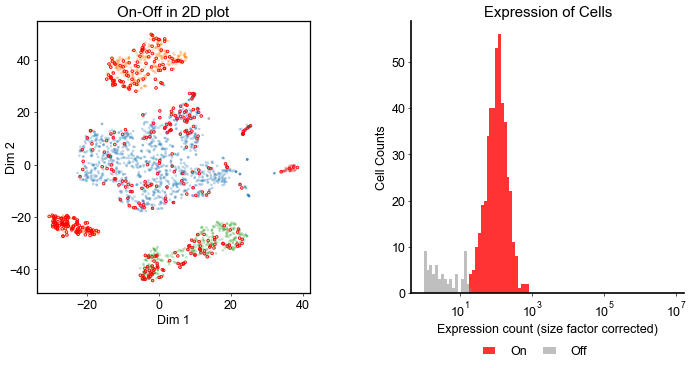 On-Off in 2D plot
Dim 2
40
20
0
−20
−40
−20
0
20
40
Dim 1
Expression of Cells
Cell Counts
50
40
30
20
10
0
10^1
10^3
10^5
10^7
Expression count (size factor corrected)
On Off